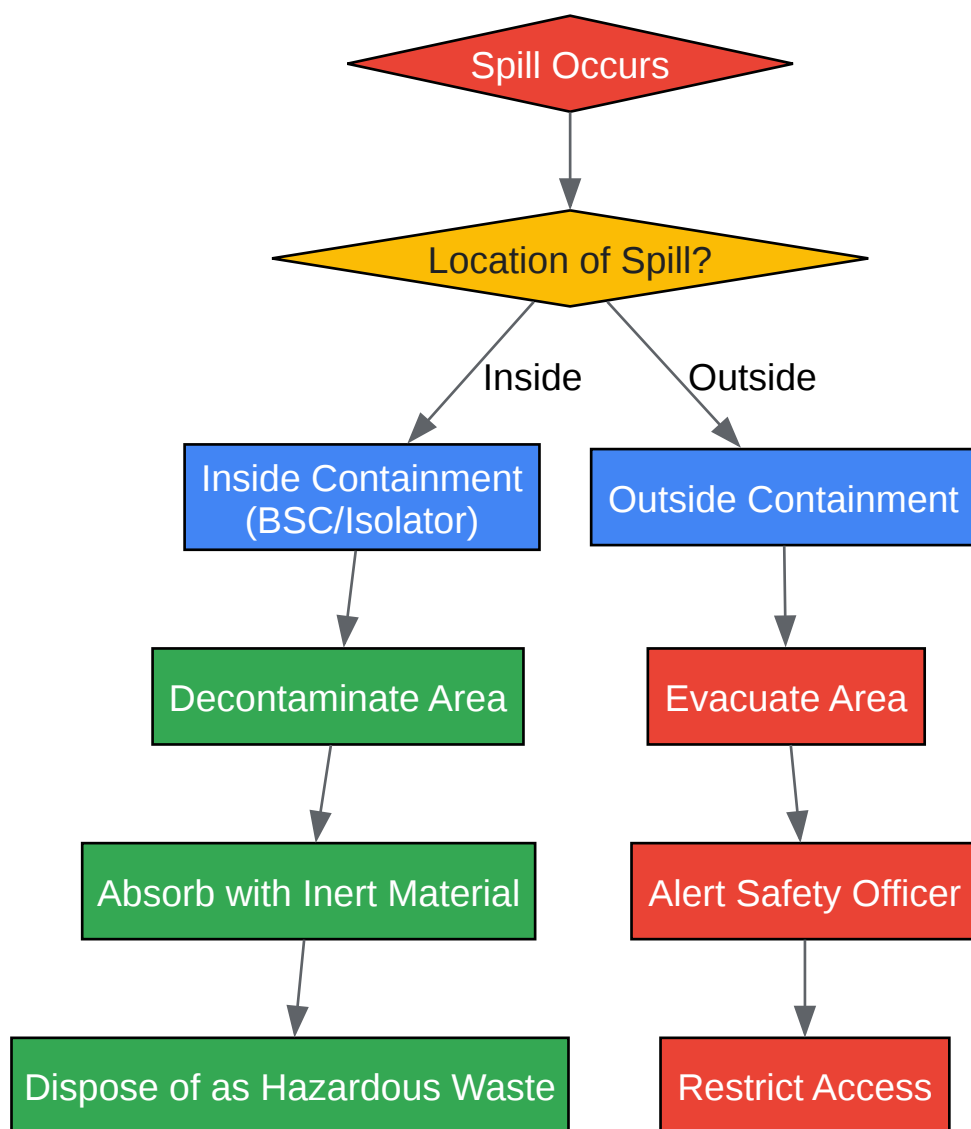 Spill Occurs
Location of Spill?
Inside
Outside
Inside Containment
(BSC/Isolator)
Outside Containment
Decontaminate Area
Evacuate Area
Absorb with Inert Material
Alert Safety Officer
Dispose of as Hazardous Waste
Restrict Access